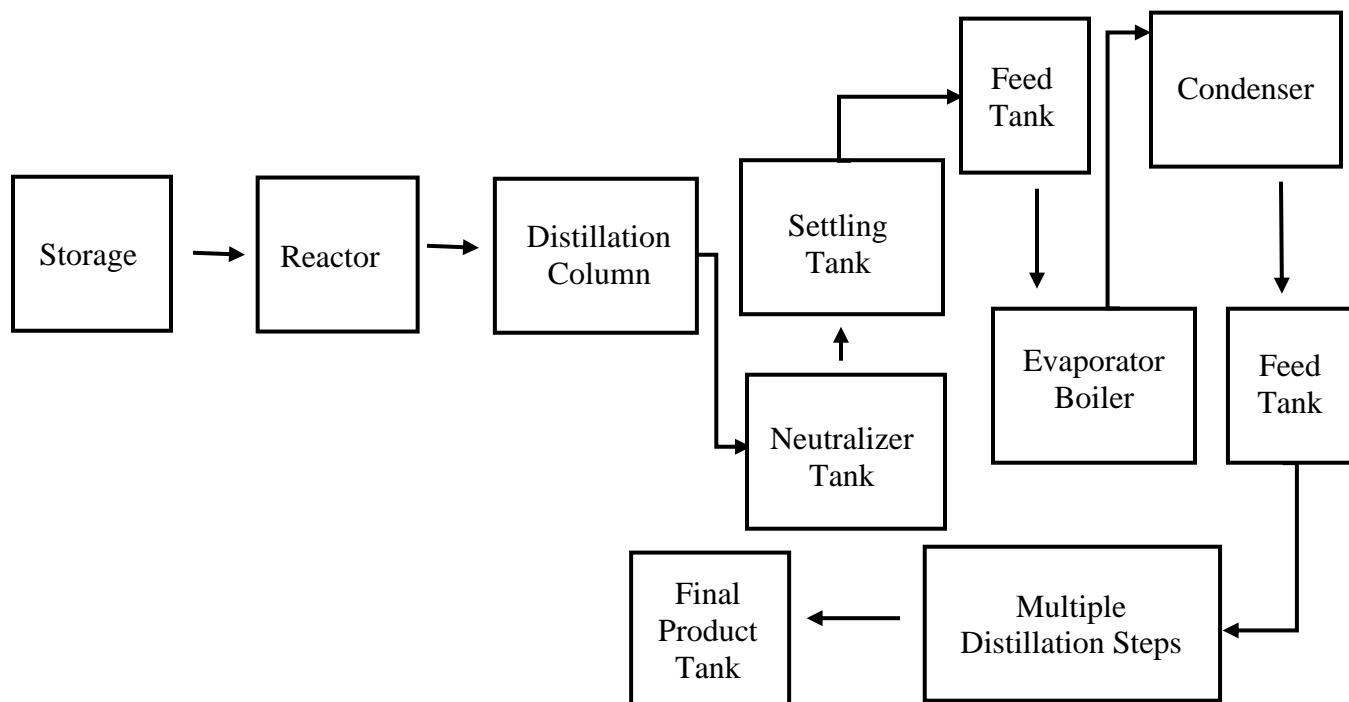 Storage
Reactor
Distillation
Column
Neutralizer
Tank
Settling
Tank
Feed
Tank
Evaporator
Boiler
Condenser
Feed
Tank
Multiple
Distillation Steps
Final
Product
Tank